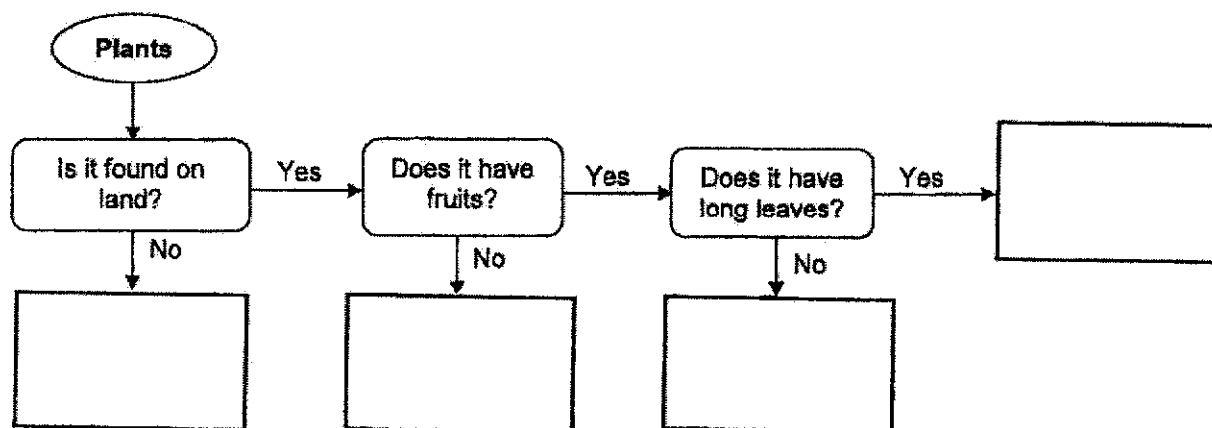 Plants
Is it found on
land?
Yes
Does it have
fruits?
Yes
Does it have
long leaves?
Yes
No
No
No